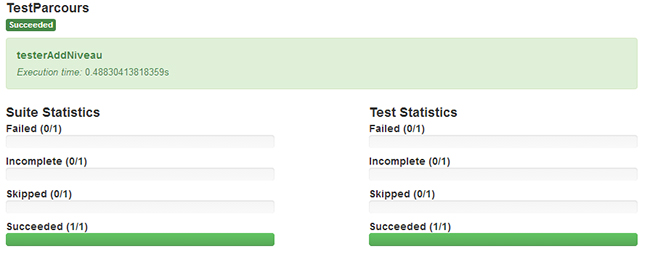 TestParcours
Succeeded
testerAddNiveau
Execution time: 0.48830413818359s
Suite Statistics
Failed (0/1)
Incomplete (0/1)
Skipped (0/1)
Succeeded (1/1)
Test Statistics
Failed (0/1)
Incomplete (0/1)
Skipped (0/1)
Succeeded (1/1)